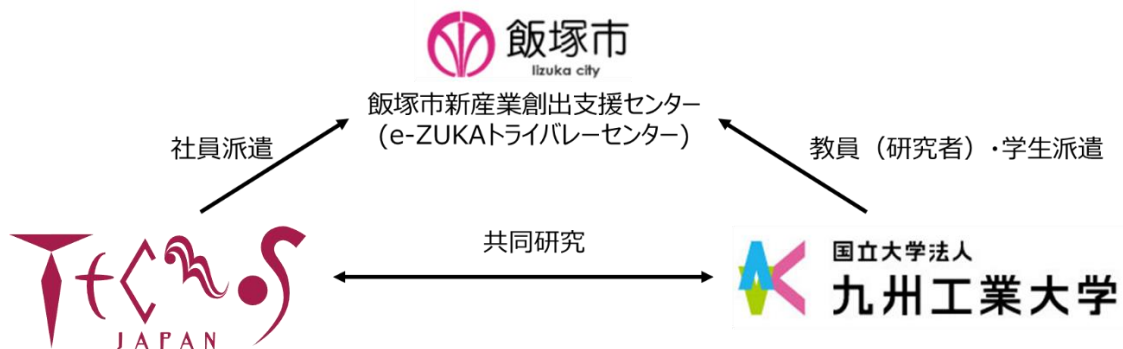 飯塚市
Iizuka city
飯塚市新産業創出支援センター
(e-ZUKAトライバレーセンター)
社員派遣
教員（研究者）・学生派遣
共同研究
TECNOS
JAPAN
国立大学法人
九州工業大学